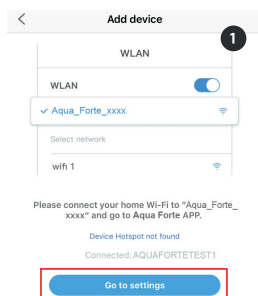 Add device
1
WLAN
WLAN
Aqua_Forte_xxxx
Select network
wifi 1
Please connect your home Wi-Fi to "Aqua_Forte_
xxxx" and go to Aqua Forte APP.
Device Hotspot not found
Connected: AQUAFORTETEST1
Go to settings